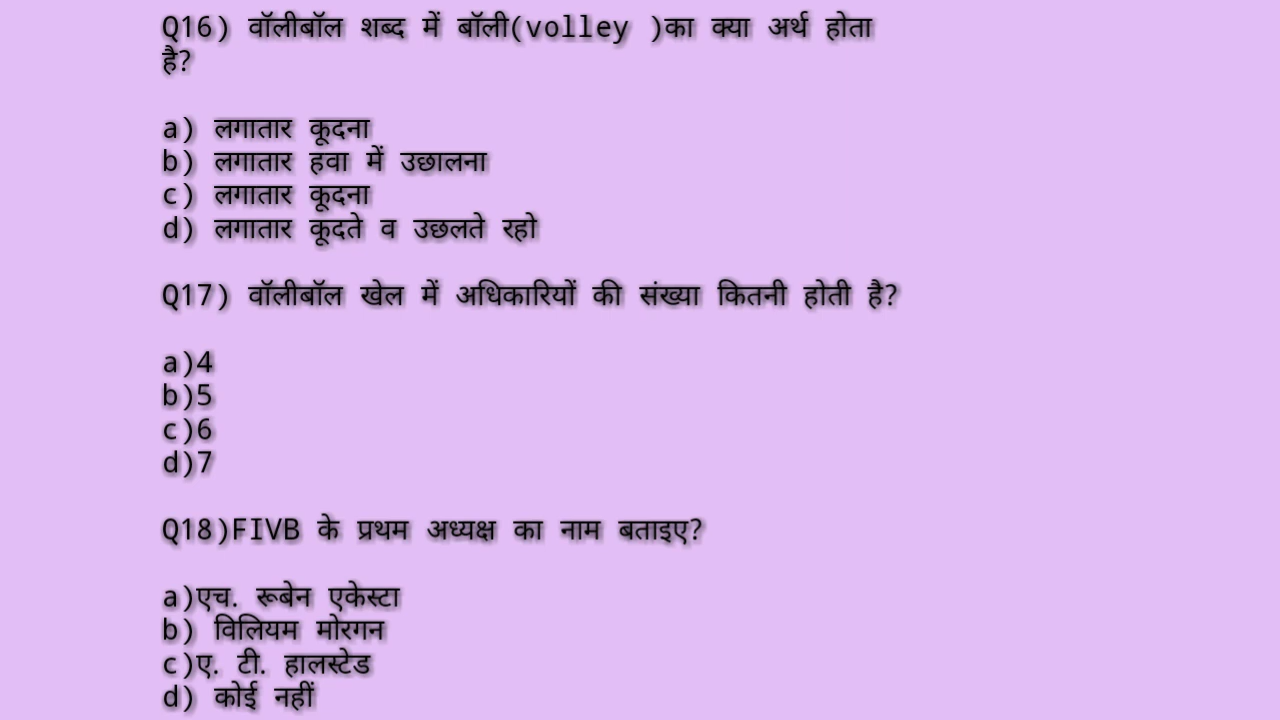 Q16) वॉलीबॉल शब्द में बॉली(volley )का क्या अर्थ होता
है?
a) लगातार कूदना
b) लगातार हवा में उछालना
c) लगातार कूदना
d) लगातार कूदते व उछलते रहो
Q17) वॉलीबॉल खेल में अधिकारियों की संख्या कितनी होती है?
a)4
b)5
c)6
d)7
Q18)FIVB के प्रथम अध्यक्ष का नाम बताइए?
a)एच. रूबेन एकेस्टा
b) विलियम मोरगन
c)ए. टी. हालस्टेड
d) कोई नहीं